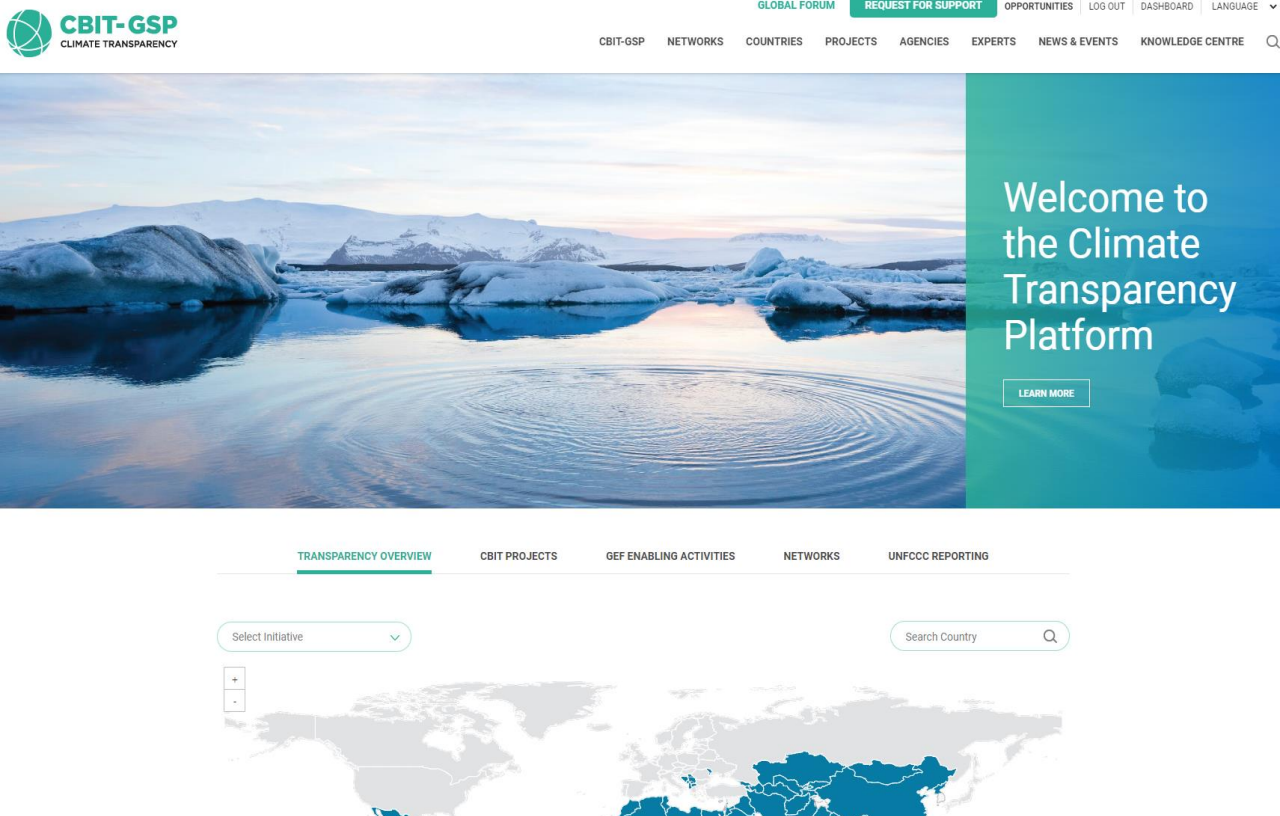 CBIT-GSP
CLIMATE TRANSPARENCY
GLOBAL FORUM
REQUEST FOR SUPPORT
OPPORTUNITIES
LOG OUT
DASHBOARD
LANGUAGE
CBIT-GSP
NETWORKS
COUNTRIES
PROJECTS
AGENCIES
EXPERTS
NEWS & EVENTS
KNOWLEDGE CENTRE
Welcome to
the Climate
Transparency
Platform
LEARN MORE
TRANSPARENCY OVERVIEW
CBIT PROJECTS
GEF ENABLING ACTIVITIES
NETWORKS
UNFCCC REPORTING
Select Initiative
Search Country
+
-